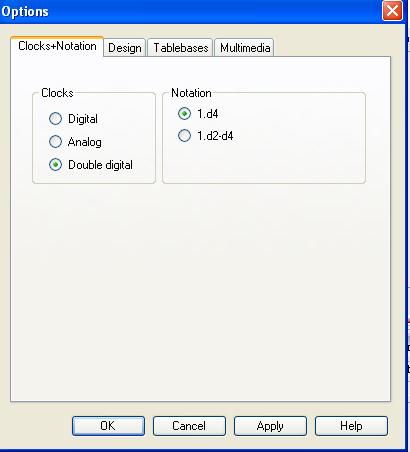 Options
Clocks+Notation Design Tablebases Multimedia
Clocks
Digital
Analog
Double digital
Notation
1.d4
1.d2-d4
OK Cancel Apply Help